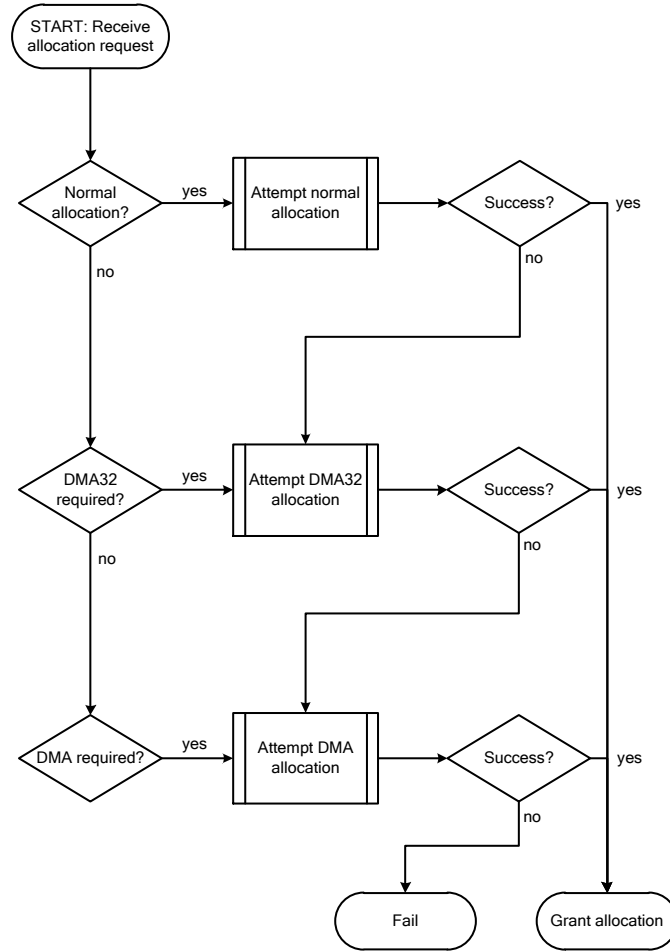 START: Receive
allocation request
Normal
allocation?
yes
Attempt normal
allocation
Success?
yes
no
no
DMA32
required?
yes
Attempt DMA32
allocation
Success?
yes
no
no
DMA required?
yes
Attempt DMA
allocation
Success?
yes
no
Fail
Grant allocation